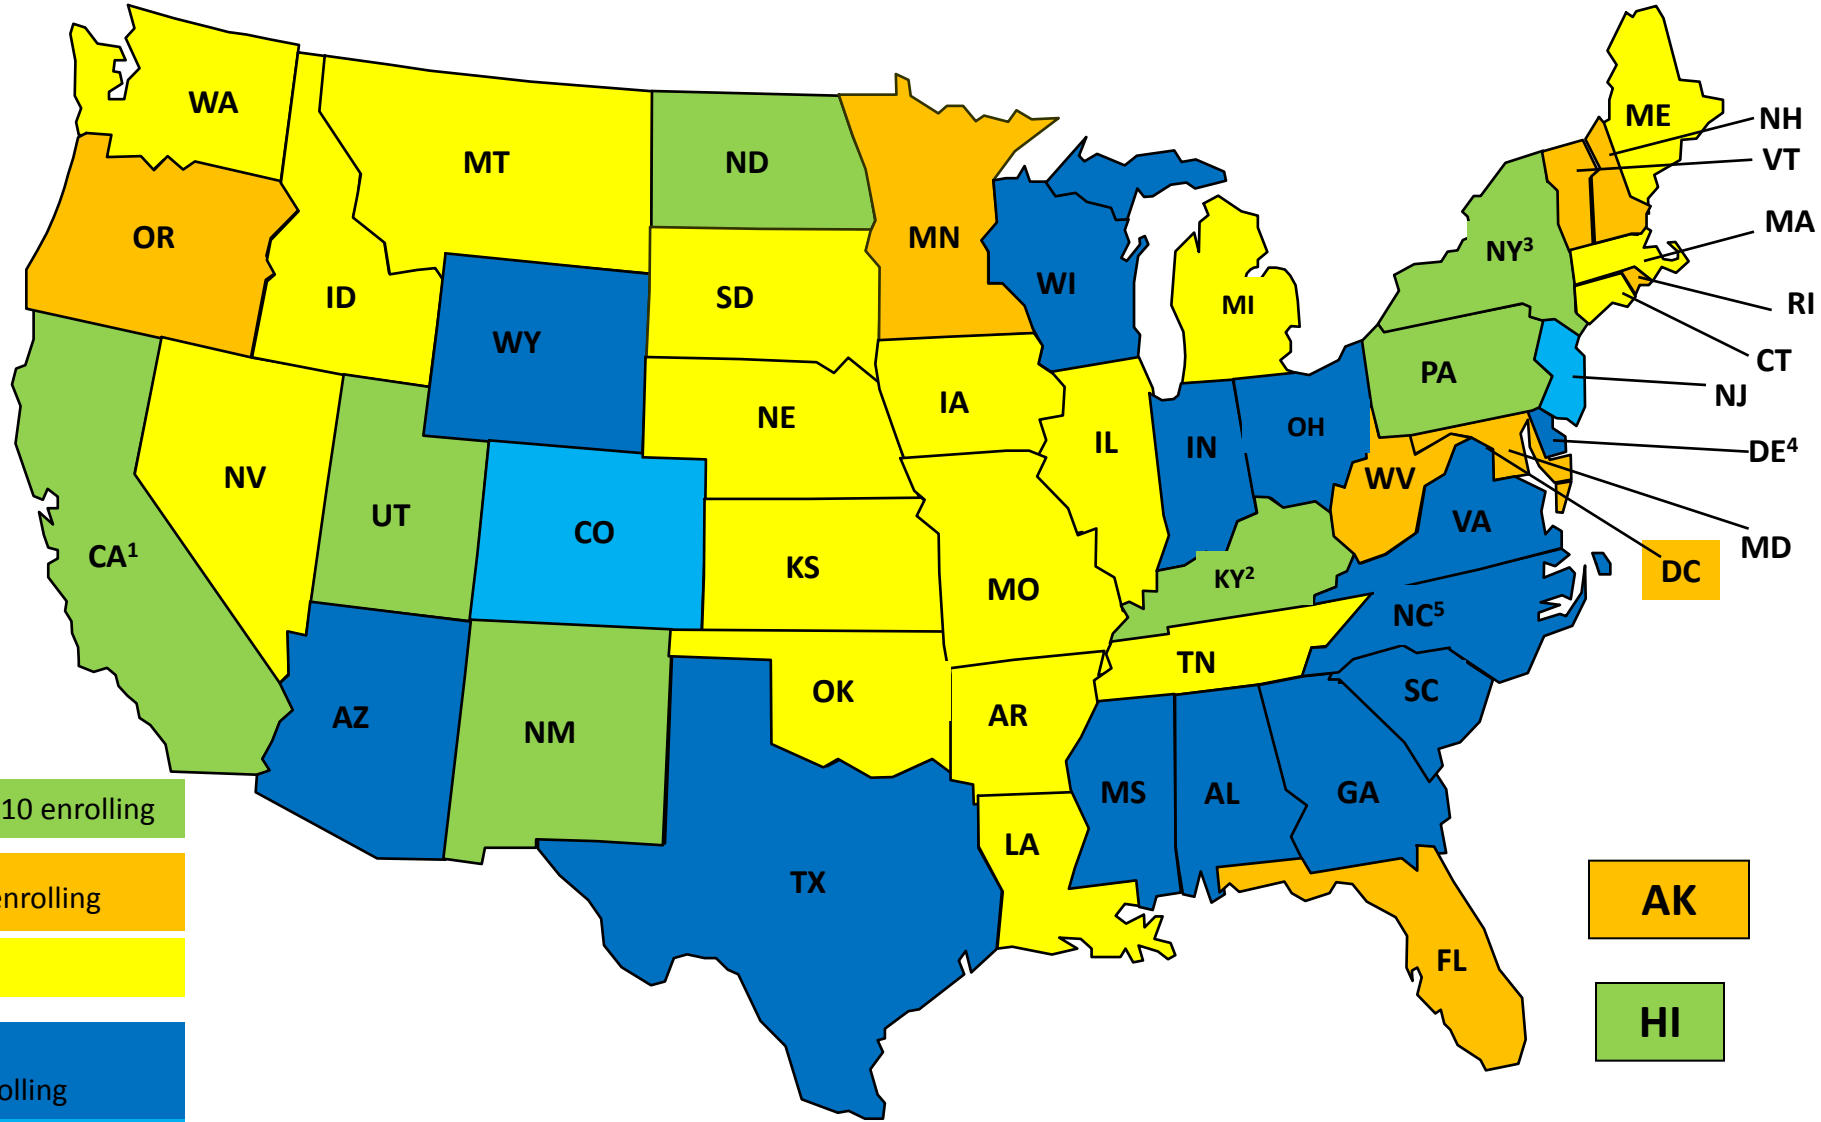 WA
MT
ND
MN
ME
NH
VT
OR
ID
SD
WI
MI
NY³
MA
RI
WY
PA
CT
NJ
NE
IA
IL
IN
OH
DE⁴
NV
UT
CO
KS
MO
WV
VA
MD
DC
CA¹
KY²
NC⁵
TN
AZ
NM
OK
AR
SC
MS
AL
GA
TX
LA
FL
10 enrolling
enrolling
olling
AK
HI